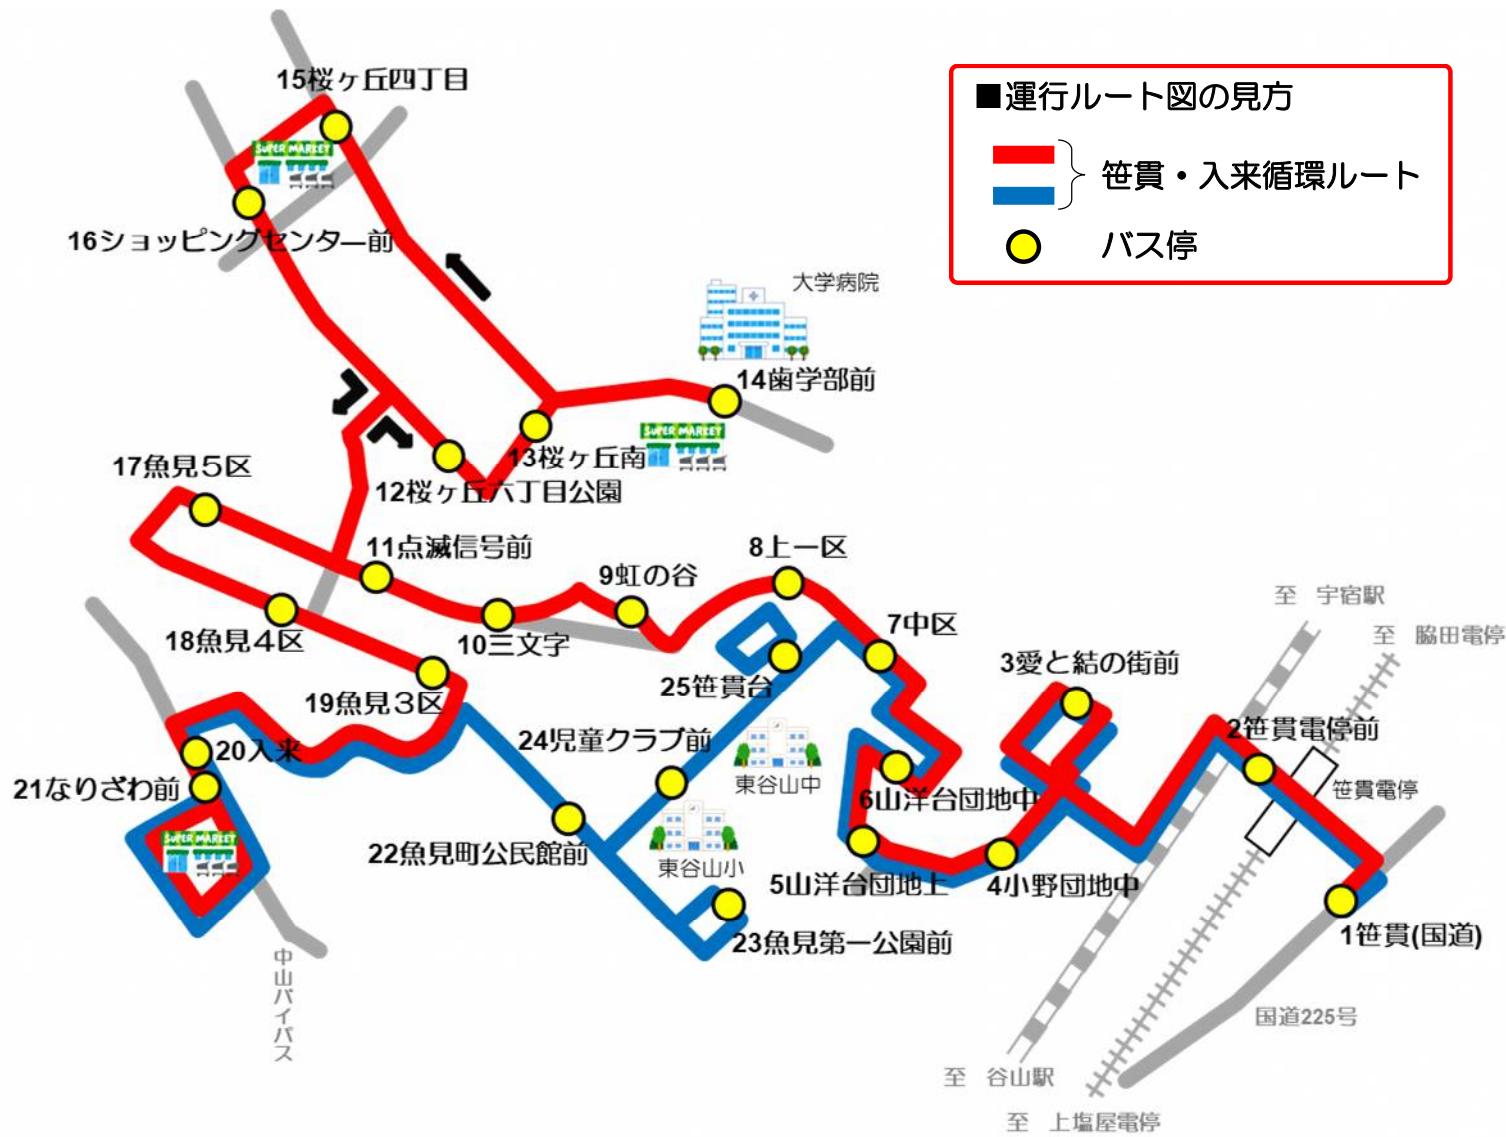 15桜ヶ丘四丁目
■運行ルート図の見方
SUPER MARKET
笹貫・入来循環ルート
16ショッピングセンター前
バス停
大学病院
14歯学部前
SUPER MARKET
13桜ヶ丘南
17魚見5区
12桜ヶ丘六丁目公園
11点滅信号前
8上一区
9虹の谷
至 宇宿駅
7中区
至 脇田電停
18魚見4区
10三文字
3愛と結の街前
25笹貫台
19魚見3区
2笹貫電停前
20入来
24児童クラブ前
21なりざわ前
東谷山中
笹貫電停
6山洋台団地中
SUPER MARKET
22魚見町公民館前
東谷山小
5山洋台団地上
4小野団地中
23魚見第一公園前
1笹貫(国道)
中山バイパス
国道225号
至 谷山駅
至 上塩屋電停